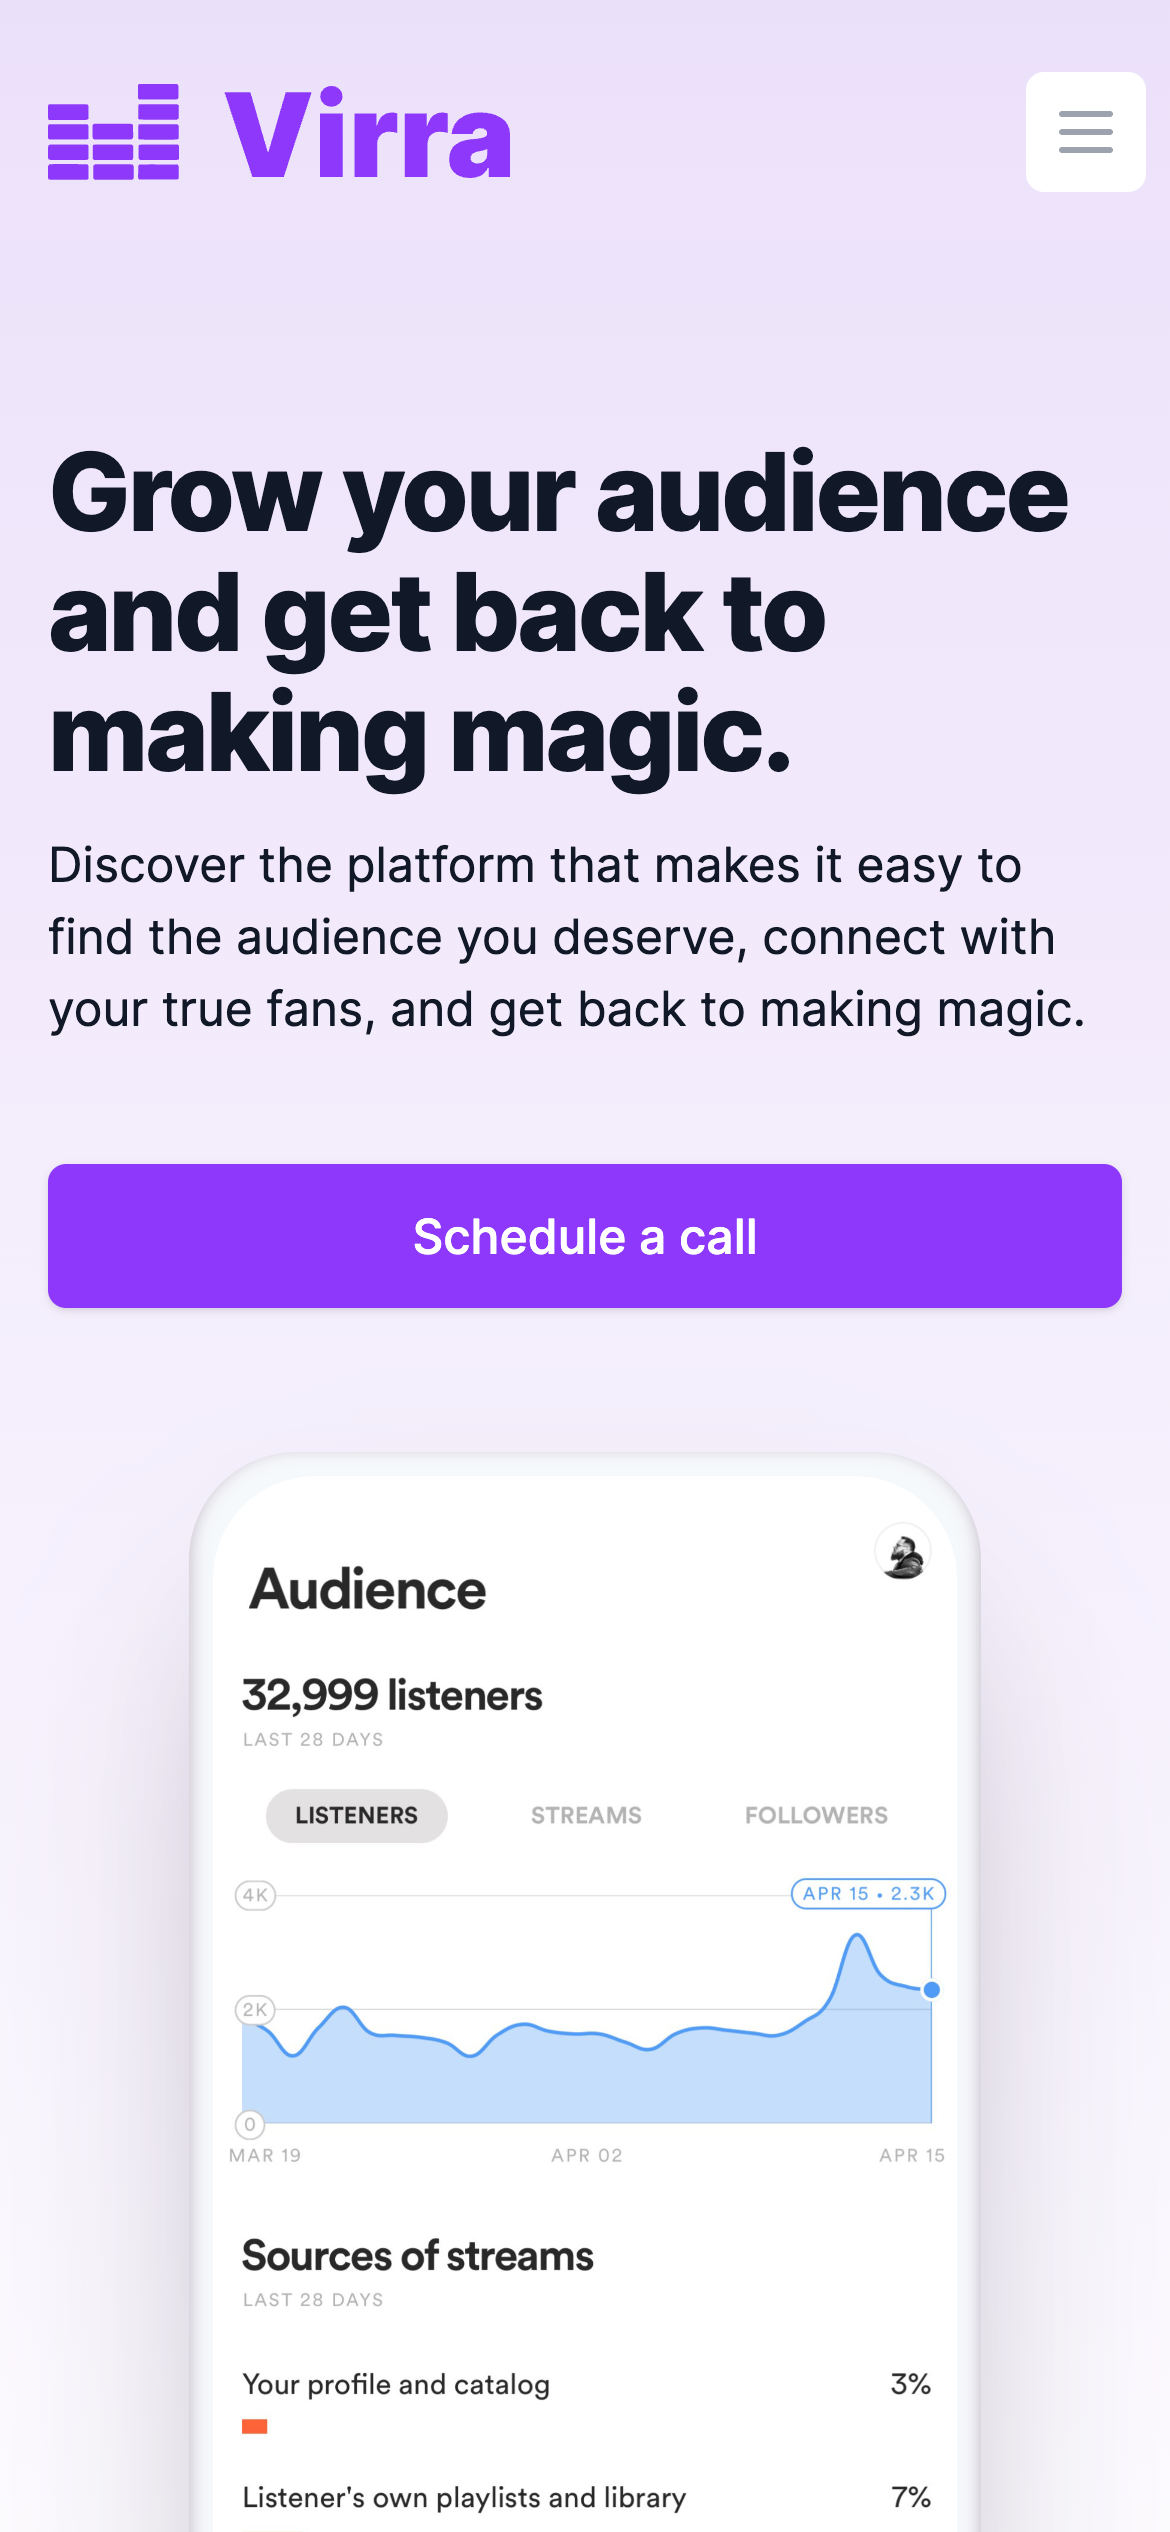 Virra
Grow your audience
and get back to
making magic.
Discover the platform that makes it easy to
find the audience you deserve, connect with
your true fans, and get back to making magic.
Schedule a call
Audience
32,999 listeners
LAST 28 DAYS
LISTENERS STREAMS FOLLOWERS
4K APR 15 • 2.3K
2K
0
MAR 19 APR 02 APR 15
Sources of streams
LAST 28 DAYS
Your profile and catalog 3%
Listener's own playlists and library 7%